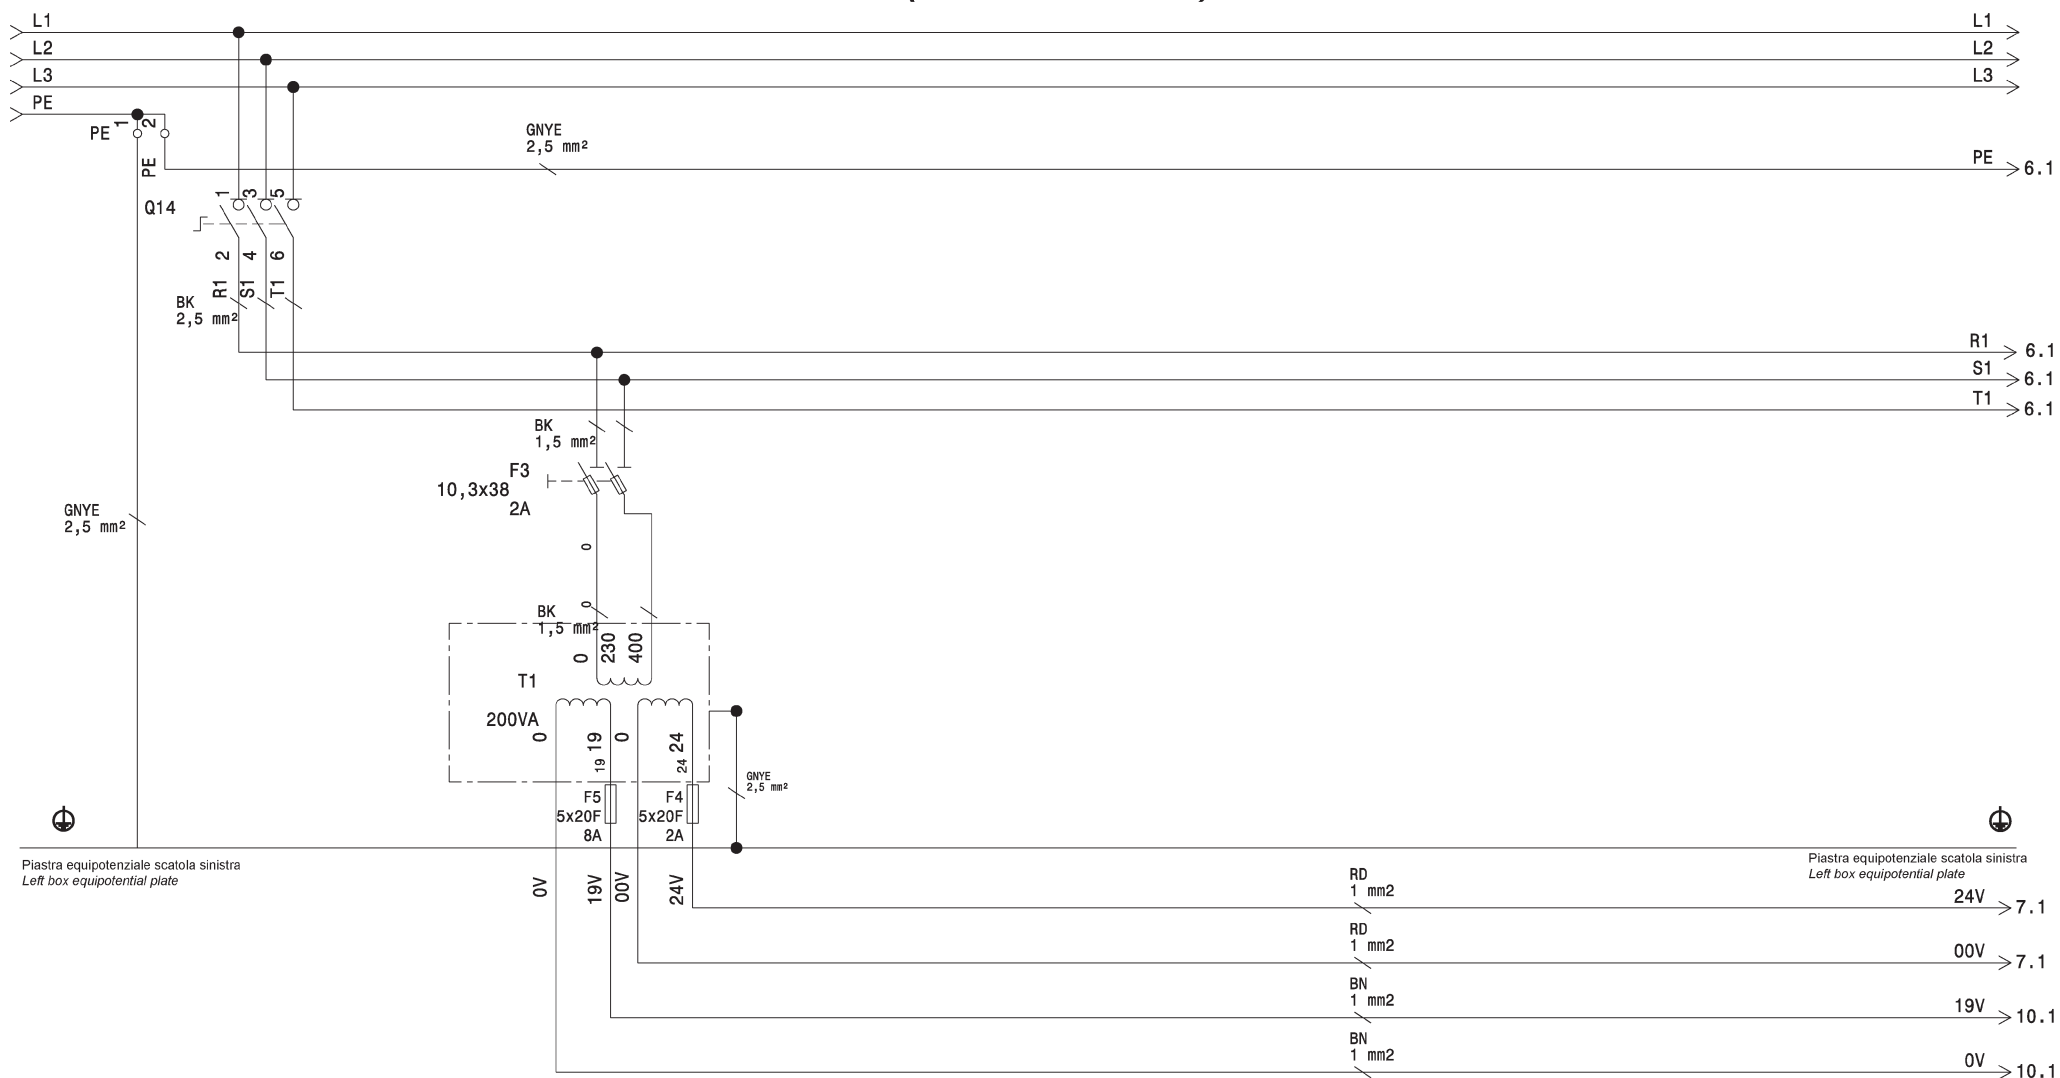 L1 L1
L2 L2
L3 L3
PE
PE 1 2
GNYE
2,5 mm²
PE
PE 6.1
Q14
1 3 5
2 4 6
R1 S1 T1
BK
2,5 mm²
R1 6.1
S1 6.1
T1 6.1
BK
1,5 mm²
F3
10,3x38
2A
GNYE
2,5 mm²
0
0
BK
1,5 mm²
0 230 400
T1
200VA
0 19 0 24
19 24
GNYE
2,5 mm²
F5
5x20F
8A
F4
5x20F
2A
Piastra equipotenziale scatola sinistra
Left box equipotential plate
Piastra equipotenziale scatola sinistra
Left box equipotential plate
0V 19V 00V 24V
RD
1 mm2
24V 7.1
RD
1 mm2
00V 7.1
BN
1 mm2
19V 10.1
BN
1 mm2
0V 10.1